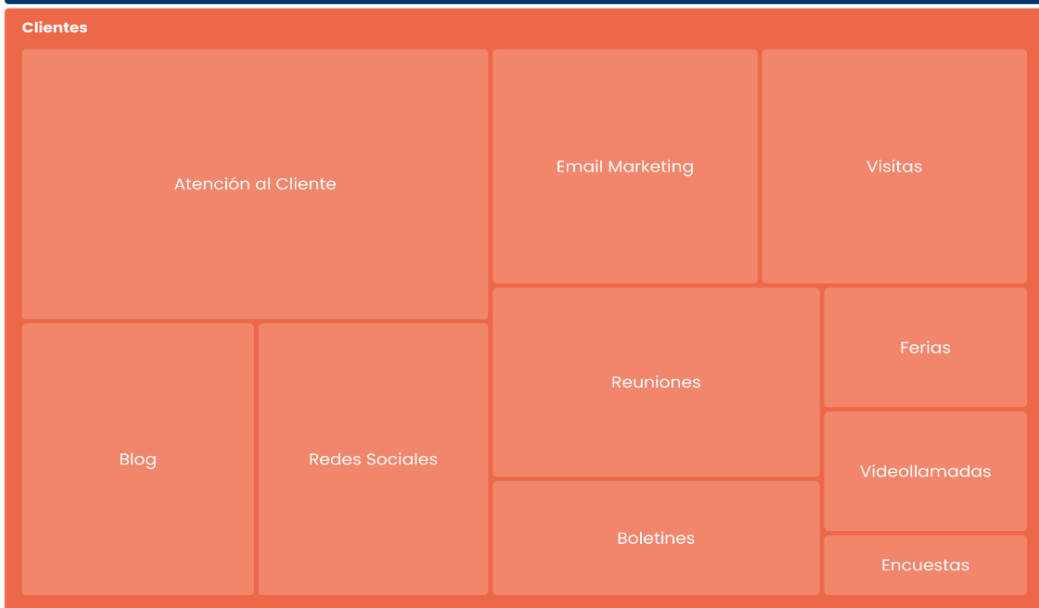 Clientes
Atención al Cliente
Email Marketing
Visitas
Blog
Redes Sociales
Reuniones
Ferias
Videollamadas
Boletines
Encuestas